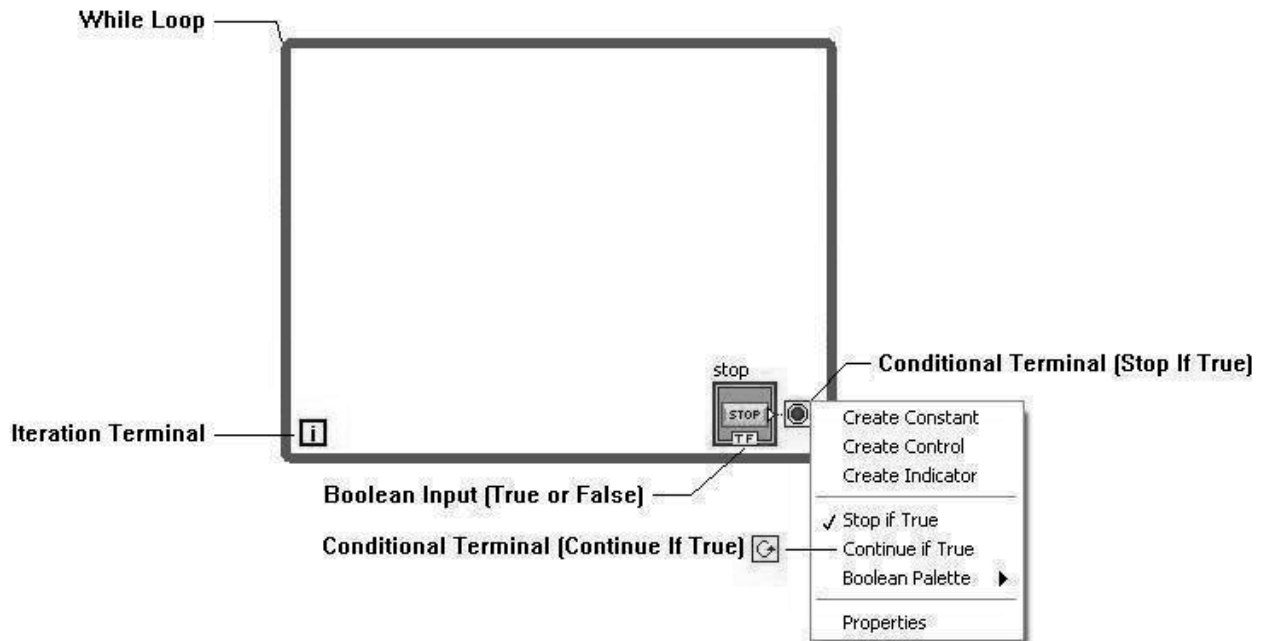 While Loop
stop
Conditional Terminal (Stop If True)
STOP
TF
Create Constant
Create Control
Create Indicator
Iteration Terminal
i
Boolean Input (True or False)
✓ Stop if True
Conditional Terminal (Continue If True)
Continue if True
Boolean Palette
Properties